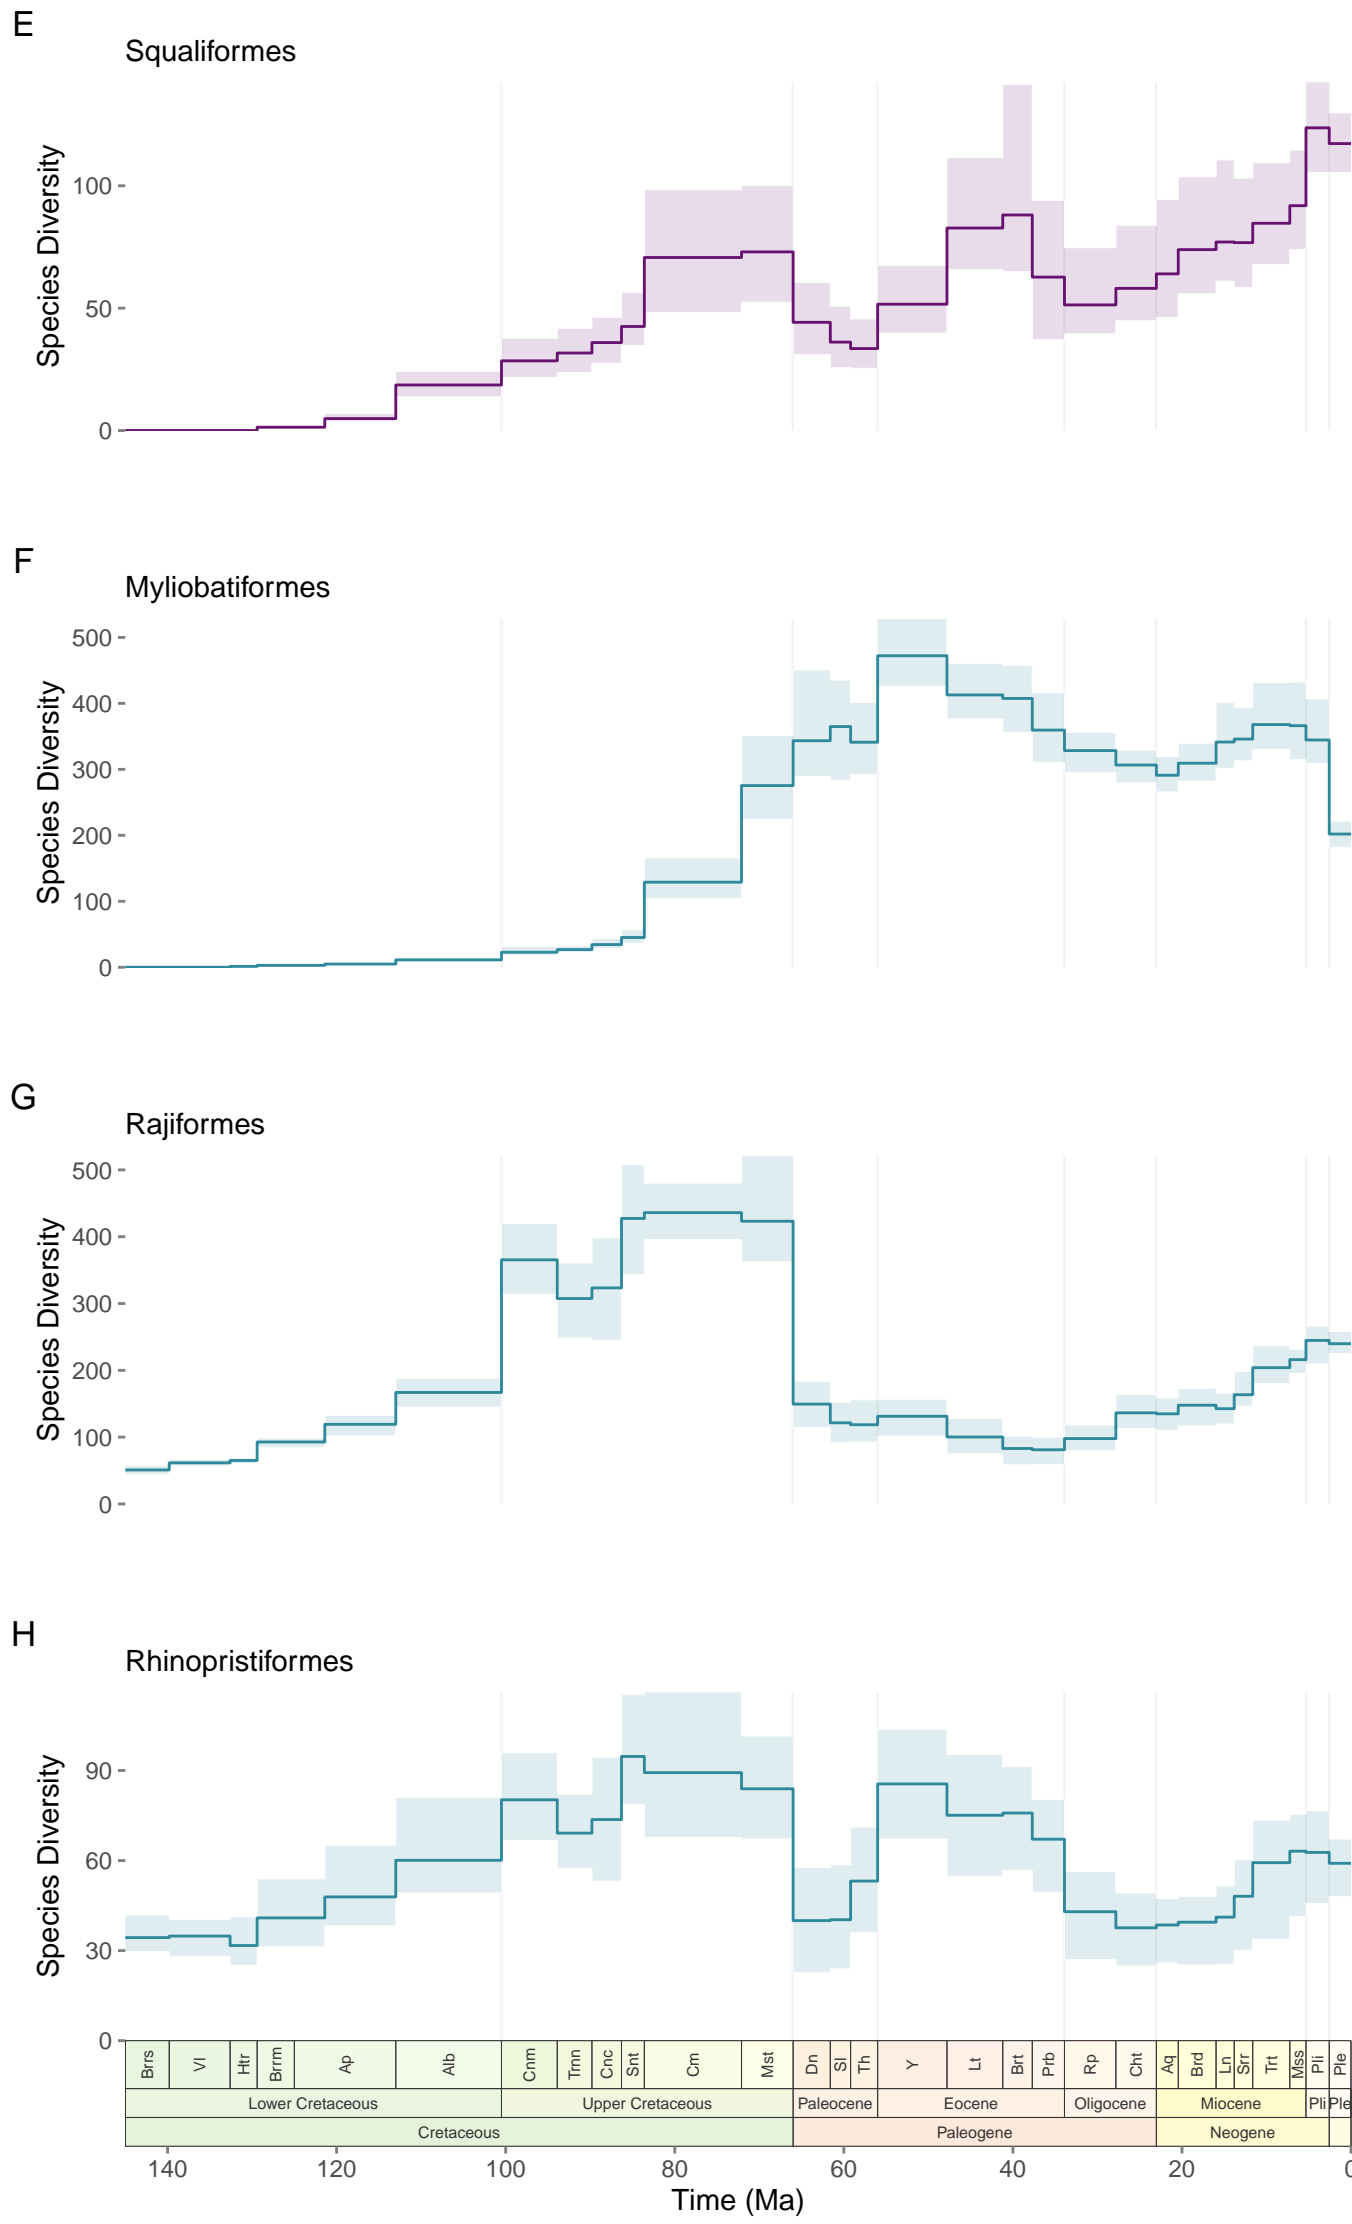 E
Squaliformes
Species Diversity
100
50
0
F
Myliobatiformes
Species Diversity
500
400
300
200
100
0
G
Rajiformes
Species Diversity
500
400
300
200
100
0
H
Rhinopristiformes
Species Diversity
90
60
30
0
Brrs Vl Htr Brrm Ap Alb Cnm Trnn Cnc Snt Cm Mst Dn Sl Th Y Lt Brt Prb Rp Cht Aq Brd Ln Srr Trt Mss Pli Ple
Lower Cretaceous Upper Cretaceous Paleocene Eocene Oligocene Miocene Pli Ple
Cretaceous Paleogene Neogene
140 120 100 80 60 40 20 0
Time (Ma)